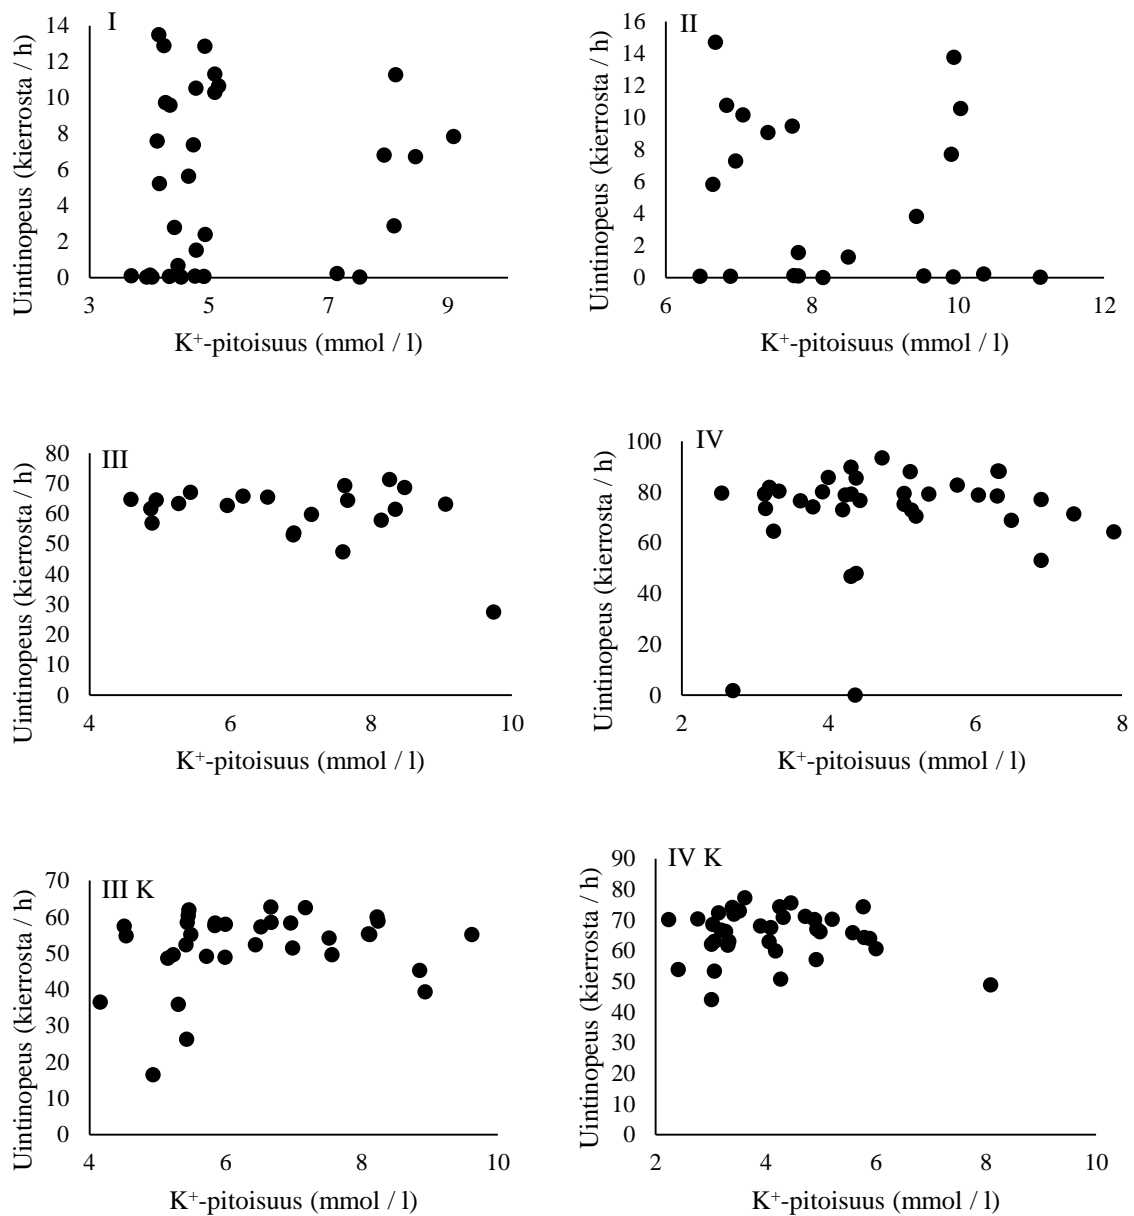 I
Uintinopeus (kierrosta / h)
14
12
10
8
6
4
2
0
3 5 7 9
K⁺-pitoisuus (mmol / l)
II
Uintinopeus (kierrosta / h)
16
14
12
10
8
6
4
2
0
6 8 10 12
K⁺-pitoisuus (mmol / l)
III
Uintinopeus (kierrosta / h)
80
70
60
50
40
30
20
10
0
4 6 8 10
K⁺-pitoisuus (mmol / l)
IV
Uintinopeus (kierrosta / h)
100
80
60
40
20
0
2 4 6 8
K⁺-pitoisuus (mmol / l)
III K
Uintinopeus (kierrosta / h)
70
60
50
40
30
20
10
0
4 6 8 10
K⁺-pitoisuus (mmol / l)
IV K
Uintinopeus (kierrosta / h)
90
80
70
60
50
40
30
20
10
0
2 4 6 8 10
K⁺-pitoisuus (mmol / l)